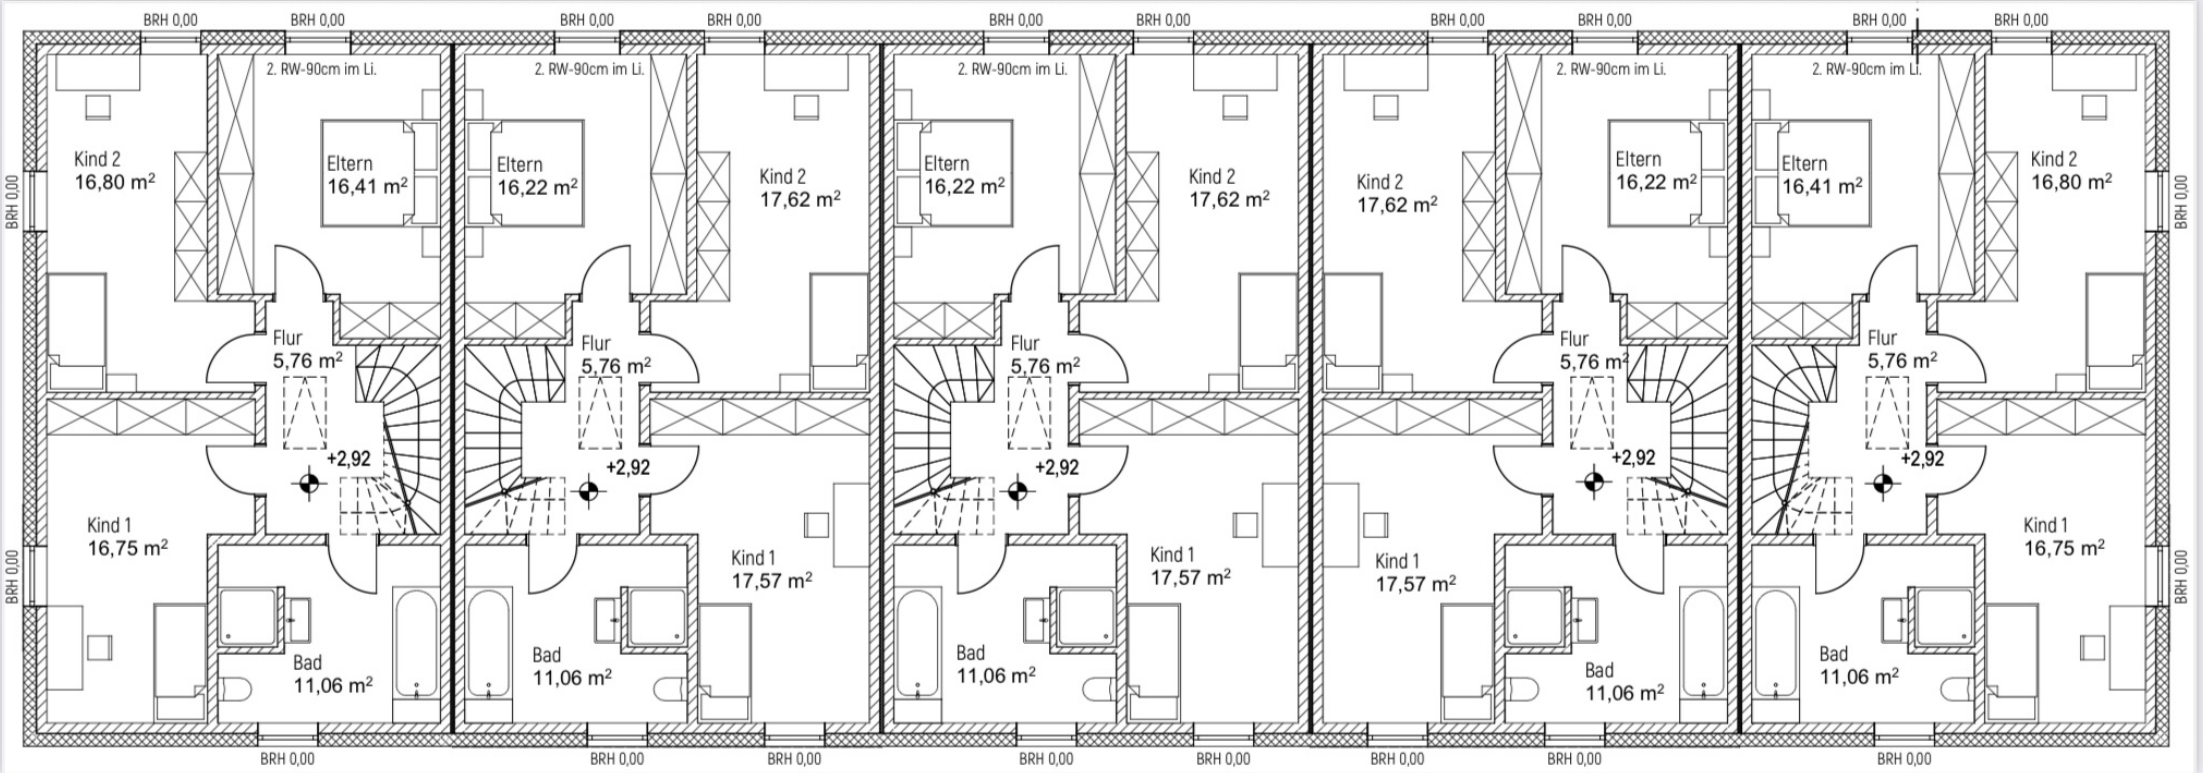 BRH 0,00
BRH 0,00
BRH 0,00
BRH 0,00
BRH 0,00
BRH 0,00
BRH 0,00
BRH 0,00
BRH 0,00
BRH 0,00
2. RW-90cm im Li.
2. RW-90cm im Li.
2. RW-90cm im Li.
2. RW-90cm im Li.
2. RW-90cm im Li.
BRH 0,00
Kind 2
16,80 m²
Eltern
16,41 m²
Eltern
16,22 m²
Kind 2
17,62 m²
Eltern
16,22 m²
Kind 2
17,62 m²
Kind 2
17,62 m²
Eltern
16,22 m²
Eltern
16,41 m²
Kind 2
16,80 m²
BRH 0,00
Flur
5,76 m²
Flur
5,76 m²
Flur
5,76 m²
Flur
5,76 m²
Flur
5,76 m²
+2,92
+2,92
+2,92
+2,92
+2,92
BRH 0,00
Kind 1
16,75 m²
Kind 1
17,57 m²
Kind 1
17,57 m²
Kind 1
17,57 m²
Kind 1
16,75 m²
BRH 0,00
Bad
11,06 m²
Bad
11,06 m²
Bad
11,06 m²
Bad
11,06 m²
Bad
11,06 m²
BRH 0,00
BRH 0,00
BRH 0,00
BRH 0,00
BRH 0,00
BRH 0,00
BRH 0,00
BRH 0,00